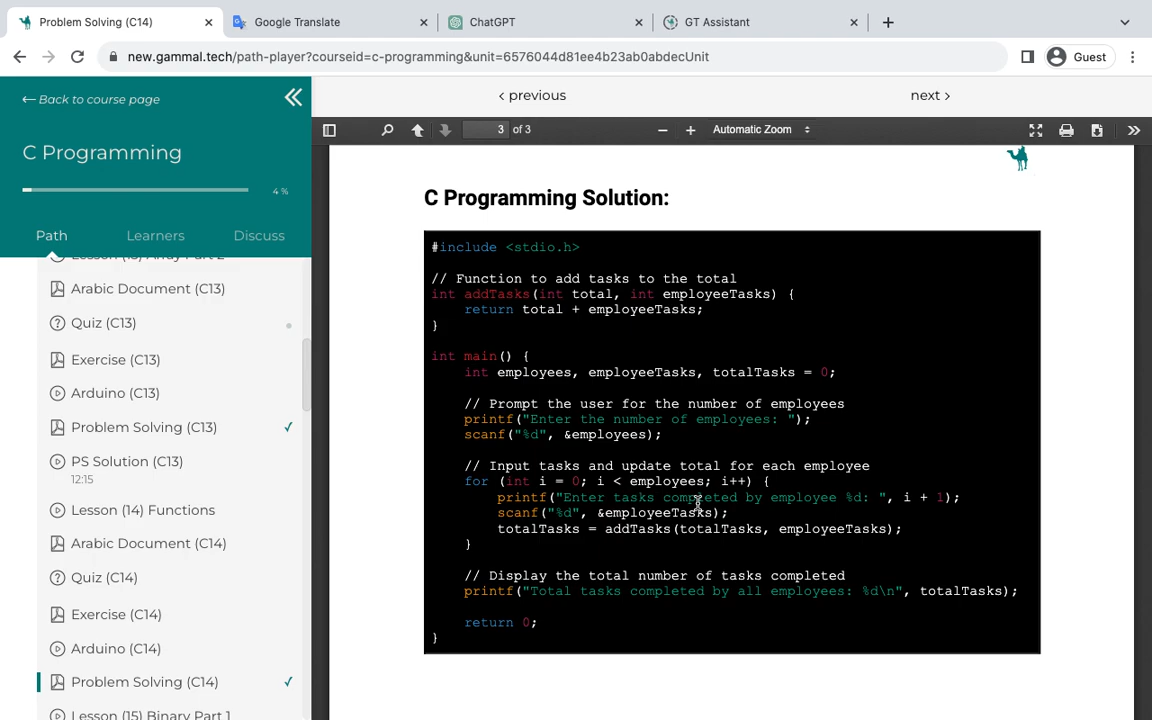 Problem Solving (C14)
Google Translate
ChatGPT
GT Assistant
new.gammal.tech/path-player?courseid=c-programming&unit=6576044d81ee4b23ab0abdecUnit
Guest
Back to course page
C Programming
4 %
Path
Learners
Discuss
Lesson (13) Array Part 2
Arabic Document (C13)
Quiz (C13)
Exercise (C13)
Arduino (C13)
Problem Solving (C13)
PS Solution (C13)
12:15
Lesson (14) Functions
Arabic Document (C14)
Quiz (C14)
Exercise (C14)
Arduino (C14)
Problem Solving (C14)
Lesson (15) Binary Part 1
‹ previous
next ›
3 of 3
Automatic Zoom
C Programming Solution:
#include <stdio.h>
// Function to add tasks to the total
int addTasks(int total, int employeeTasks) {
return total + employeeTasks;
}
int main() {
int employees, employeeTasks, totalTasks = 0;
// Prompt the user for the number of employees
printf("Enter the number of employees: ");
scanf("%d", &employees);
// Input tasks and update total for each employee
for (int i = 0; i < employees; i++) {
printf("Enter tasks completed by employee %d: ", i + 1);
scanf("%d", &employeeTasks);
totalTasks = addTasks(totalTasks, employeeTasks);
}
// Display the total number of tasks completed
printf("Total tasks completed by all employees: %d\n", totalTasks);
return 0;
}